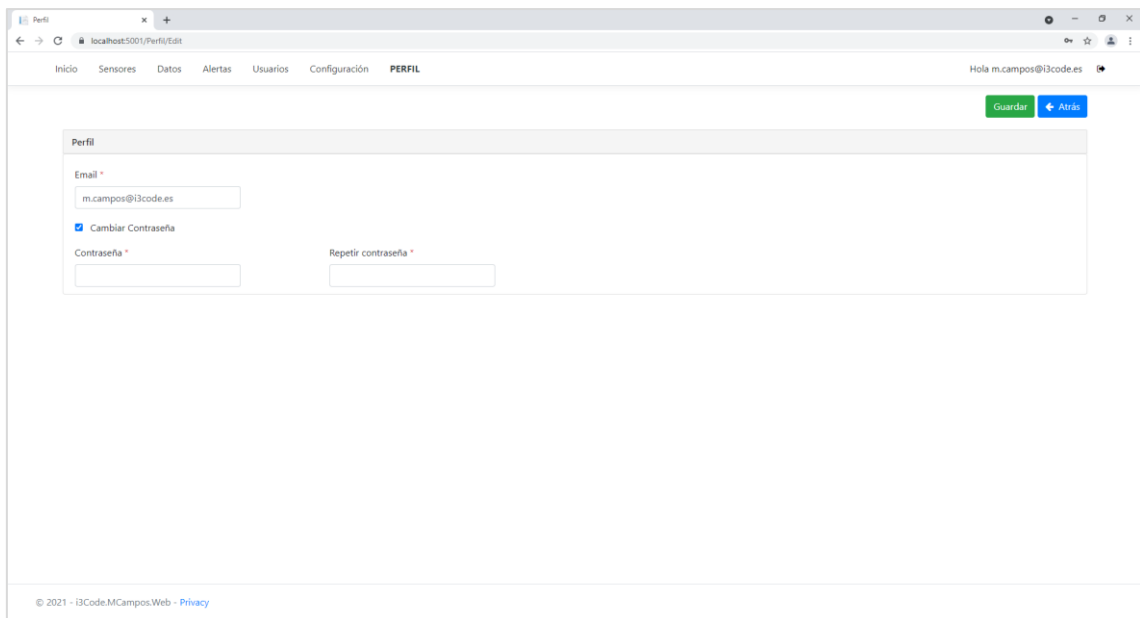 Perfil
localhost:5001/Perfil/Edit
Inicio Sensores Datos Alertas Usuarios Configuración PERFIL Hola m.campos@i3code.es
Guardar Atrás
Perfil
Email *
m.campos@i3code.es
Cambiar Contraseña
Contraseña * Repetir contraseña *
© 2021 - i3Code.MCampos.Web - Privacy